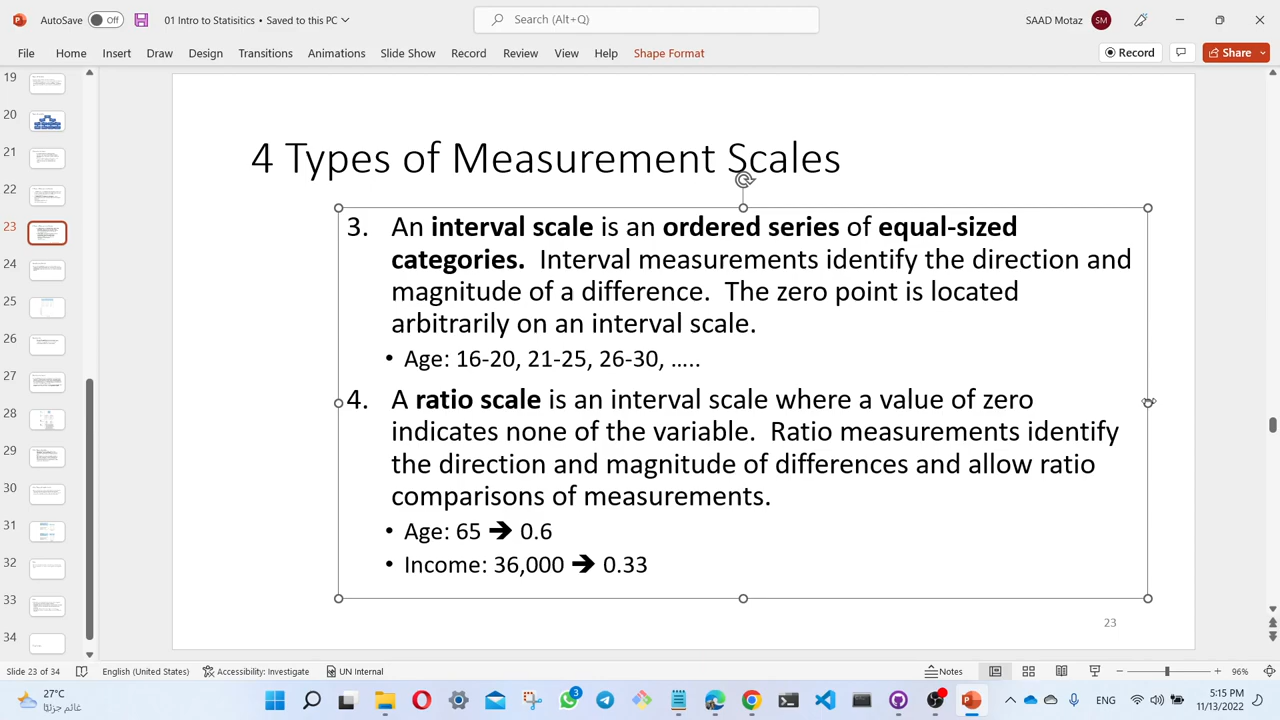 AutoSave Off 01 Intro to Statisitics • Saved to this PC Search (Alt+Q) SAAD Motaz SM
File Home Insert Draw Design Slide Show Transitions Animations Slide Show Record Review View Help Shape Format Record Share
19
20
21
22
23
24
25
26
27
28
29
30
31
32
33
34
4 Types of Measurement Scales
3. An interval scale is an ordered series of equal-sized
categories. Interval measurements identify the direction and
magnitude of a difference. The zero point is located
arbitrarily on an interval scale.
• Age: 16-20, 21-25, 26-30, …..
4. A ratio scale is an interval scale where a value of zero
indicates none of the variable. Ratio measurements identify
the direction and magnitude of differences and allow ratio
comparisons of measurements.
• Age: 65 🡺 0.6
• Income: 36,000 🡺 0.33
23
Slide 23 of 34 English (United States) Accessibility: Investigate UN Internal Notes 96%
27°C
غائم جزئيًا
3
ENG
5:15 PM
11/13/2022